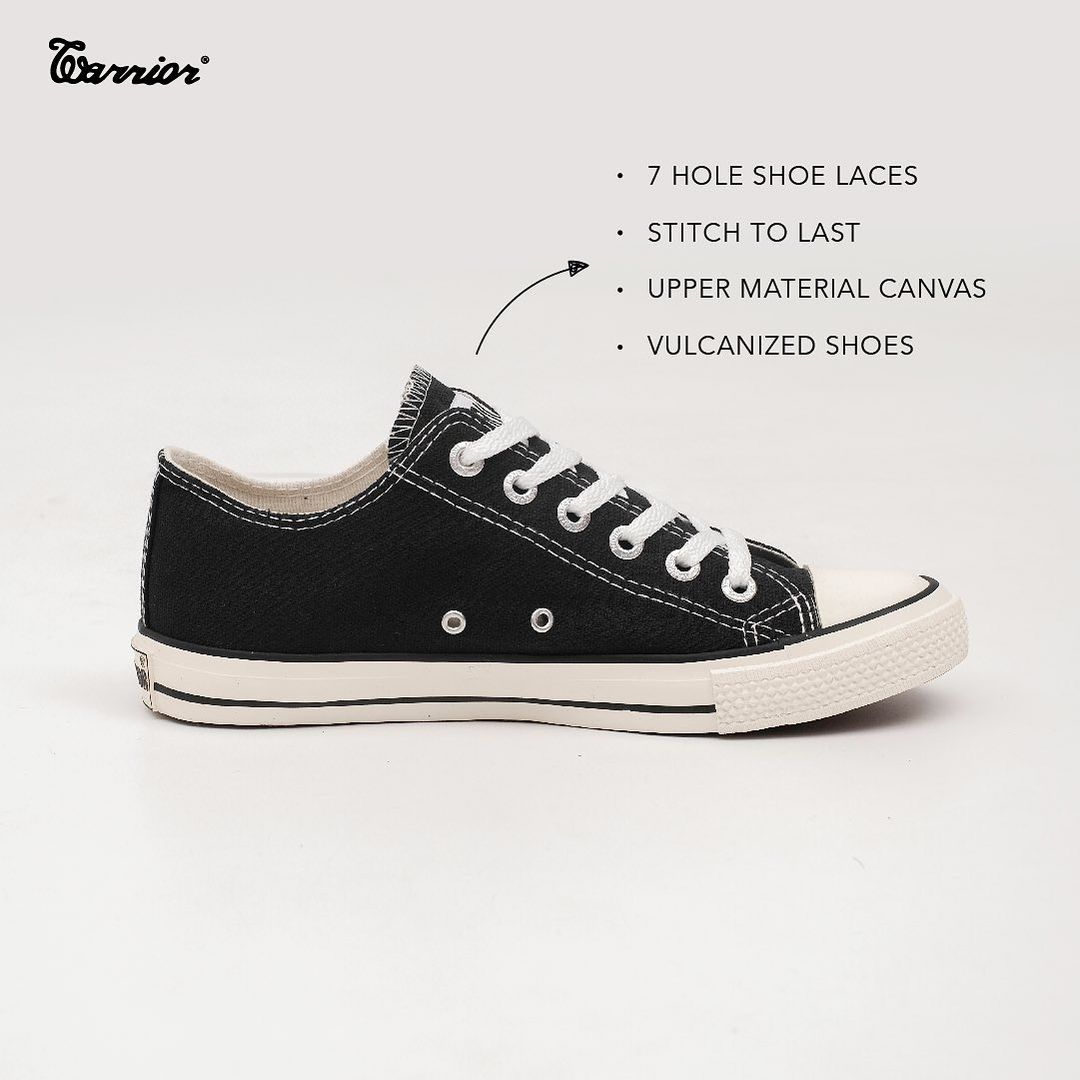 Warrior®
• 7 HOLE SHOE LACES
• STITCH TO LAST
• UPPER MATERIAL CANVAS
• VULCANIZED SHOES